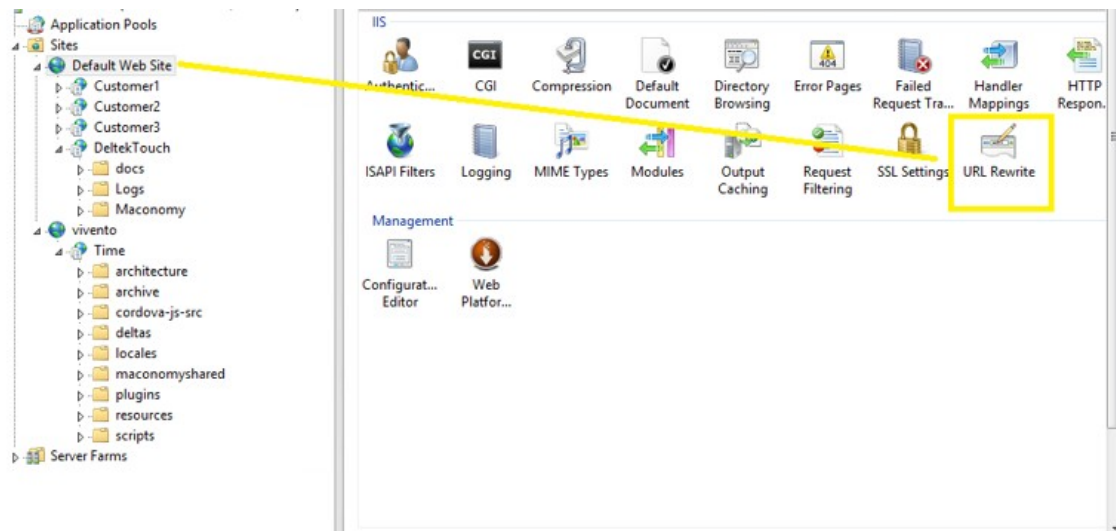 Application Pools
Sites
Default Web Site
Customer1
Customer2
Customer3
DeltekTouch
docs
Logs
Maconomy
vivento
Time
architecture
archive
cordova-js-src
deltas
locales
maconomyshared
plugins
resources
scripts
Server Farms
IIS
CGI
404
Authentic...
CGI
Compression
Default
Document
Directory
Browsing
Error Pages
Failed
Request Tra...
Handler
Mappings
HTTP
Respon.
ISAPI Filters
Logging
MIME Types
Modules
Output
Caching
Request
Filtering
SSL Settings
URL Rewrite
Management
Configurat...
Editor
Web
Platfor...